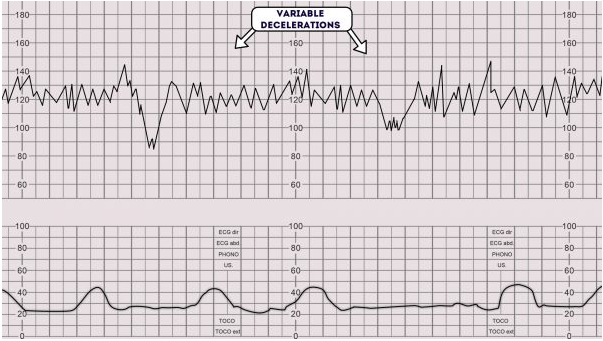 VARIABLE
DECELERATIONS
180 180
160 160
140 140 140
120 120 120
100 100 100
80 80 80
60 60 60
100 100 100
80 80 80
60 60 60
40 40 40
20 20 20
0 0 0
ECG dir ECG dir
ECG abd. ECG abd.
PHONO PHONO
US. US.
TOCO TOCO
TOCO ext TOCO ext